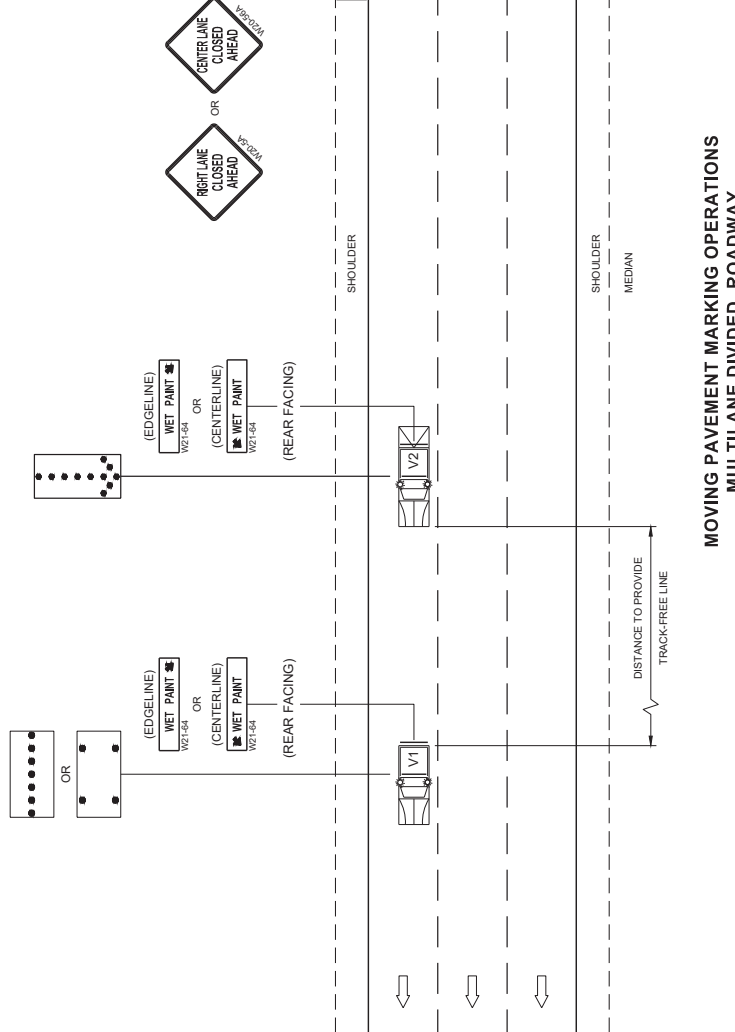 OR
(EDGELINE)
WET PAINT
W21-64
OR
(CENTERLINE)
WET PAINT
W21-64
(REAR FACING)
(EDGELINE)
WET PAINT
W21-64
OR
(CENTERLINE)
WET PAINT
W21-64
(REAR FACING)
RIGHT LANE
CLOSED
AHEAD
W20-5A
OR
CENTER LANE
CLOSED
AHEAD
W20-56A
SHOULDER
V1
V2
SHOULDER
MEDIAN
DISTANCE TO PROVIDE
TRACK-FREE LINE
MOVING PAVEMENT MARKING OPERATIONS
MULTILANE DIVIDED ROADWAY